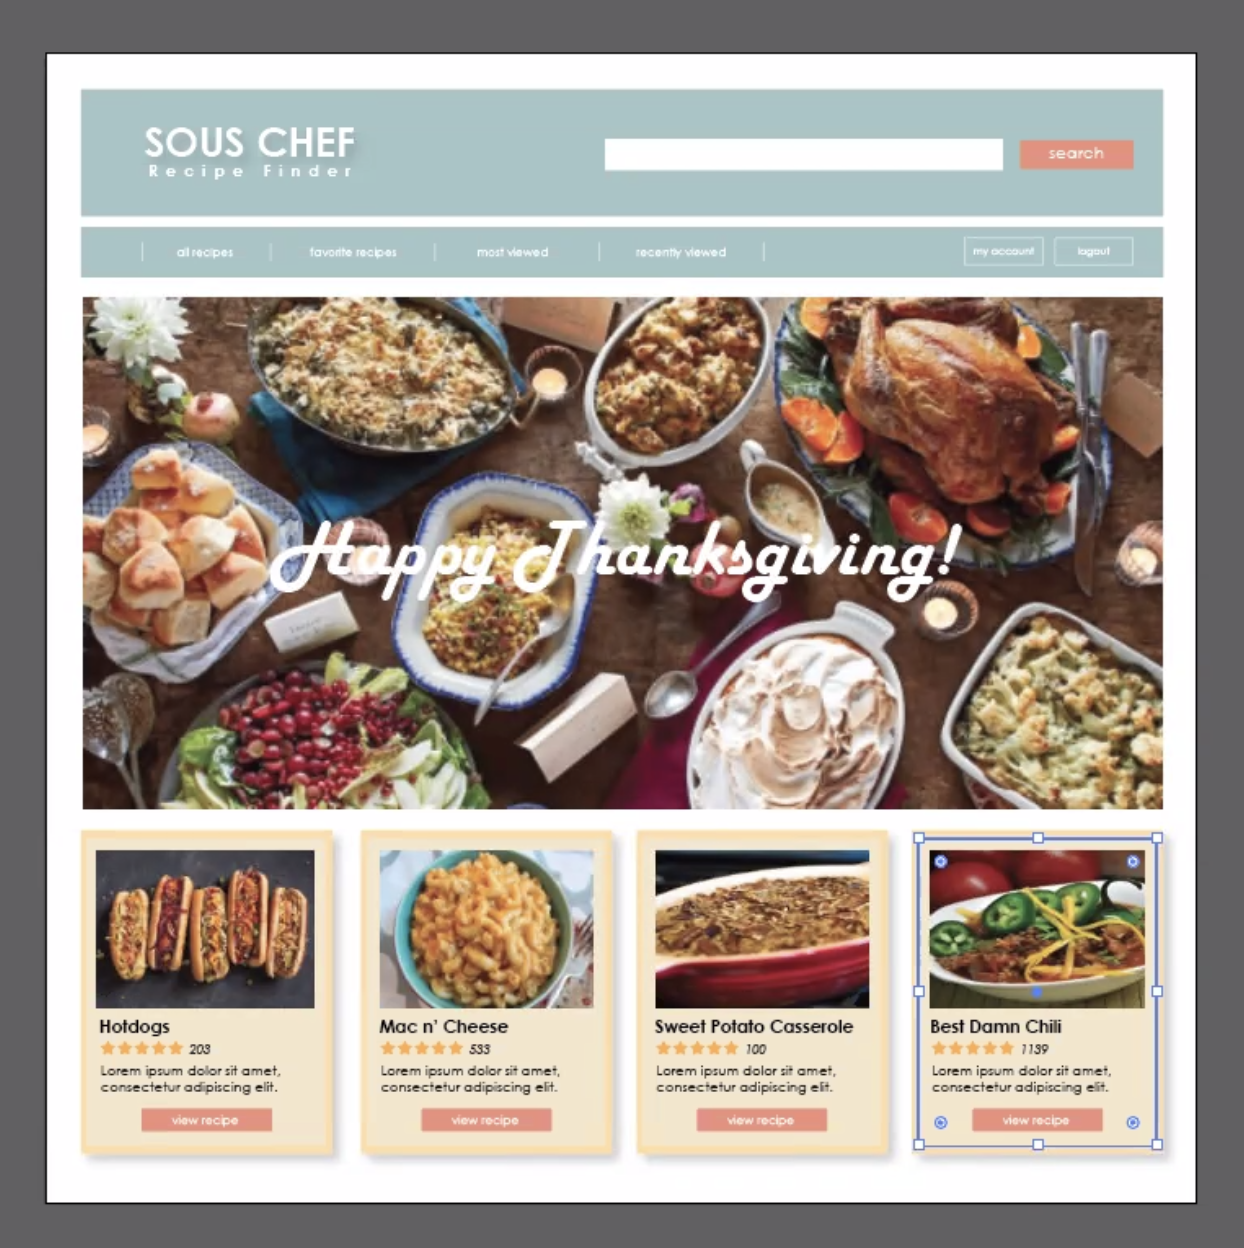 SOUS CHEF
Recipe Finder
search
all recipes
favorite recipes
most viewed
recently viewed
my account
logout
Happy Thanksgiving!
Hotdogs
203
Lorem ipsum dolor sit amet,
consectetur adipiscing elit.
view recipe
Mac n' Cheese
533
Lorem ipsum dolor sit amet,
consectetur adipiscing elit.
view recipe
Sweet Potato Casserole
100
Lorem ipsum dolor sit amet,
consectetur adipiscing elit.
view recipe
Best Damn Chili
1139
Lorem ipsum dolor sit amet,
consectetur adipiscing elit.
view recipe